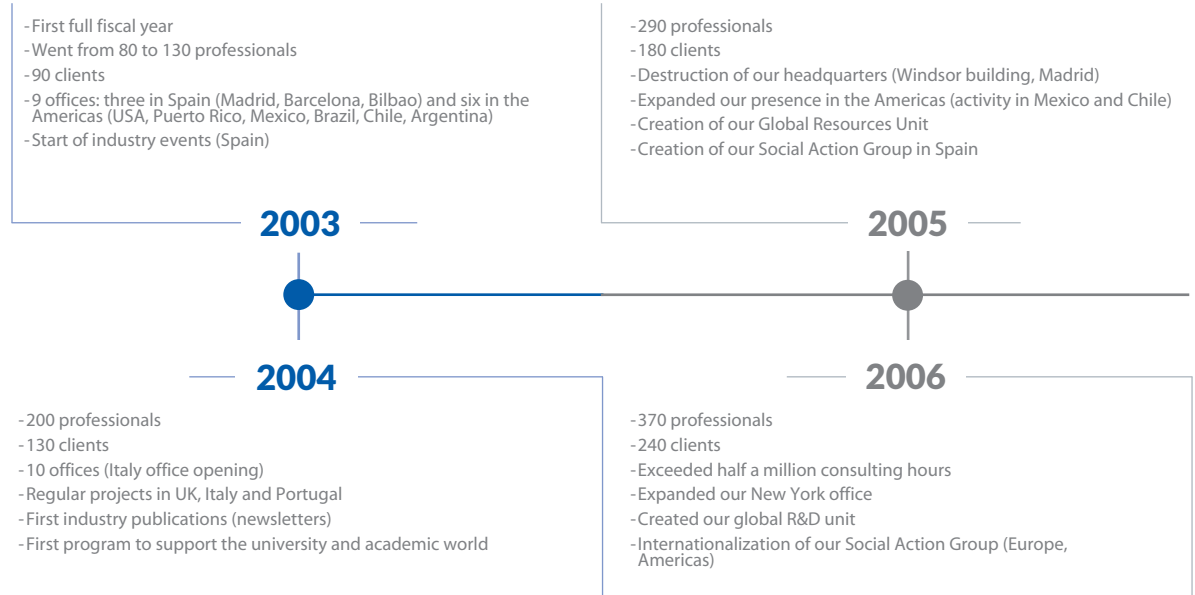 -First full fiscal year
-Went from 80 to 130 professionals
-90 clients
-9 offices: three in Spain (Madrid, Barcelona, Bilbao) and six in the
Americas (USA, Puerto Rico, Mexico, Brazil, Chile, Argentina)
-Start of industry events (Spain)
2003
2004
-200 professionals
-130 clients
-10 offices (Italy office opening)
-Regular projects in UK, Italy and Portugal
-First industry publications (newsletters)
-First program to support the university and academic world
-290 professionals
-180 clients
-Destruction of our headquarters (Windsor building, Madrid)
-Expanded our presence in the Americas (activity in Mexico and Chile)
-Creation of our Global Resources Unit
-Creation of our Social Action Group in Spain
2005
2006
-370 professionals
-240 clients
-Exceeded half a million consulting hours
-Expanded our New York office
-Created our global R&D unit
-Internationalization of our Social Action Group (Europe,
Americas)